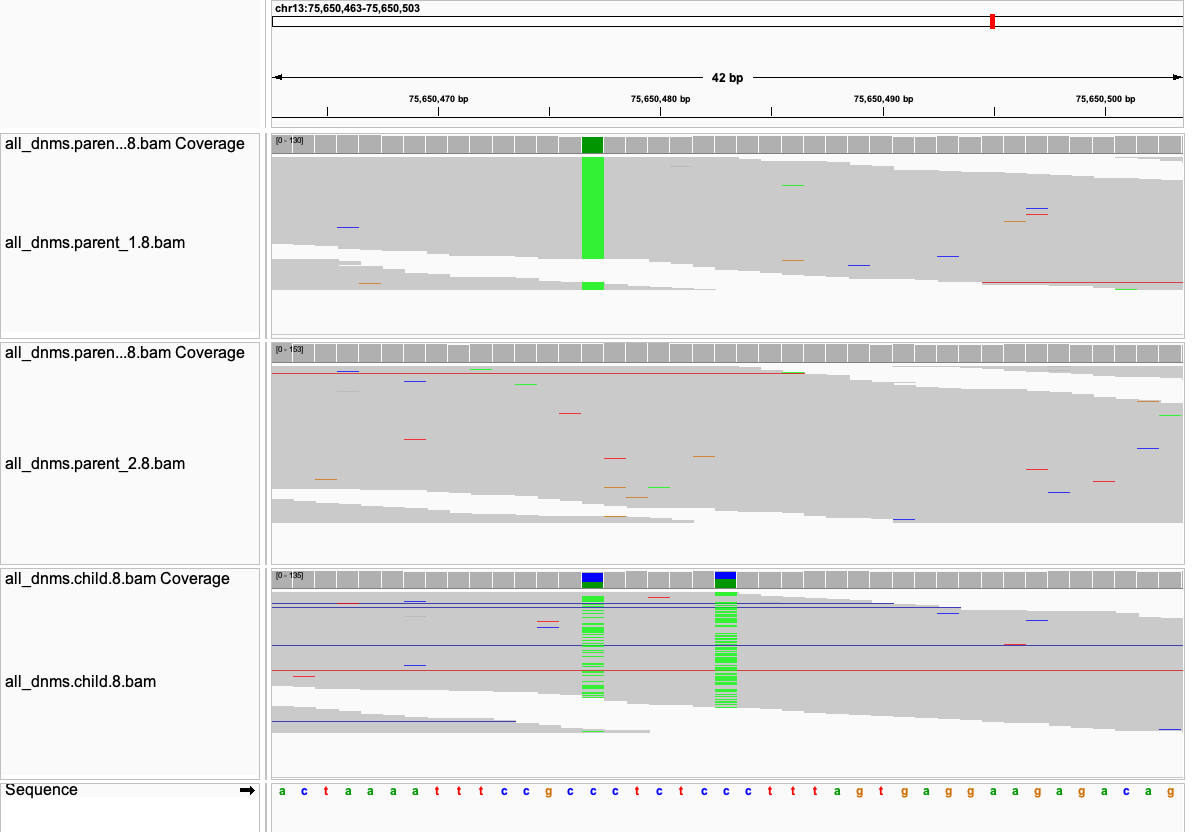 chr13:75,650,463-75,650,503
42 bp
75,650,470 bp 75,650,480 bp 75,650,490 bp 75,650,500 bp
all_dnms.paren...8.bam Coverage
[0 - 130]
all_dnms.parent_1.8.bam
all_dnms.paren...8.bam Coverage
[0 - 153]
all_dnms.parent_2.8.bam
all_dnms.child.8.bam Coverage
[0 - 135]
all_dnms.child.8.bam
Sequence
a c t a a a a t t t c c g c c c t c t c c c t t t a g t g a g g a a g a g a c a g